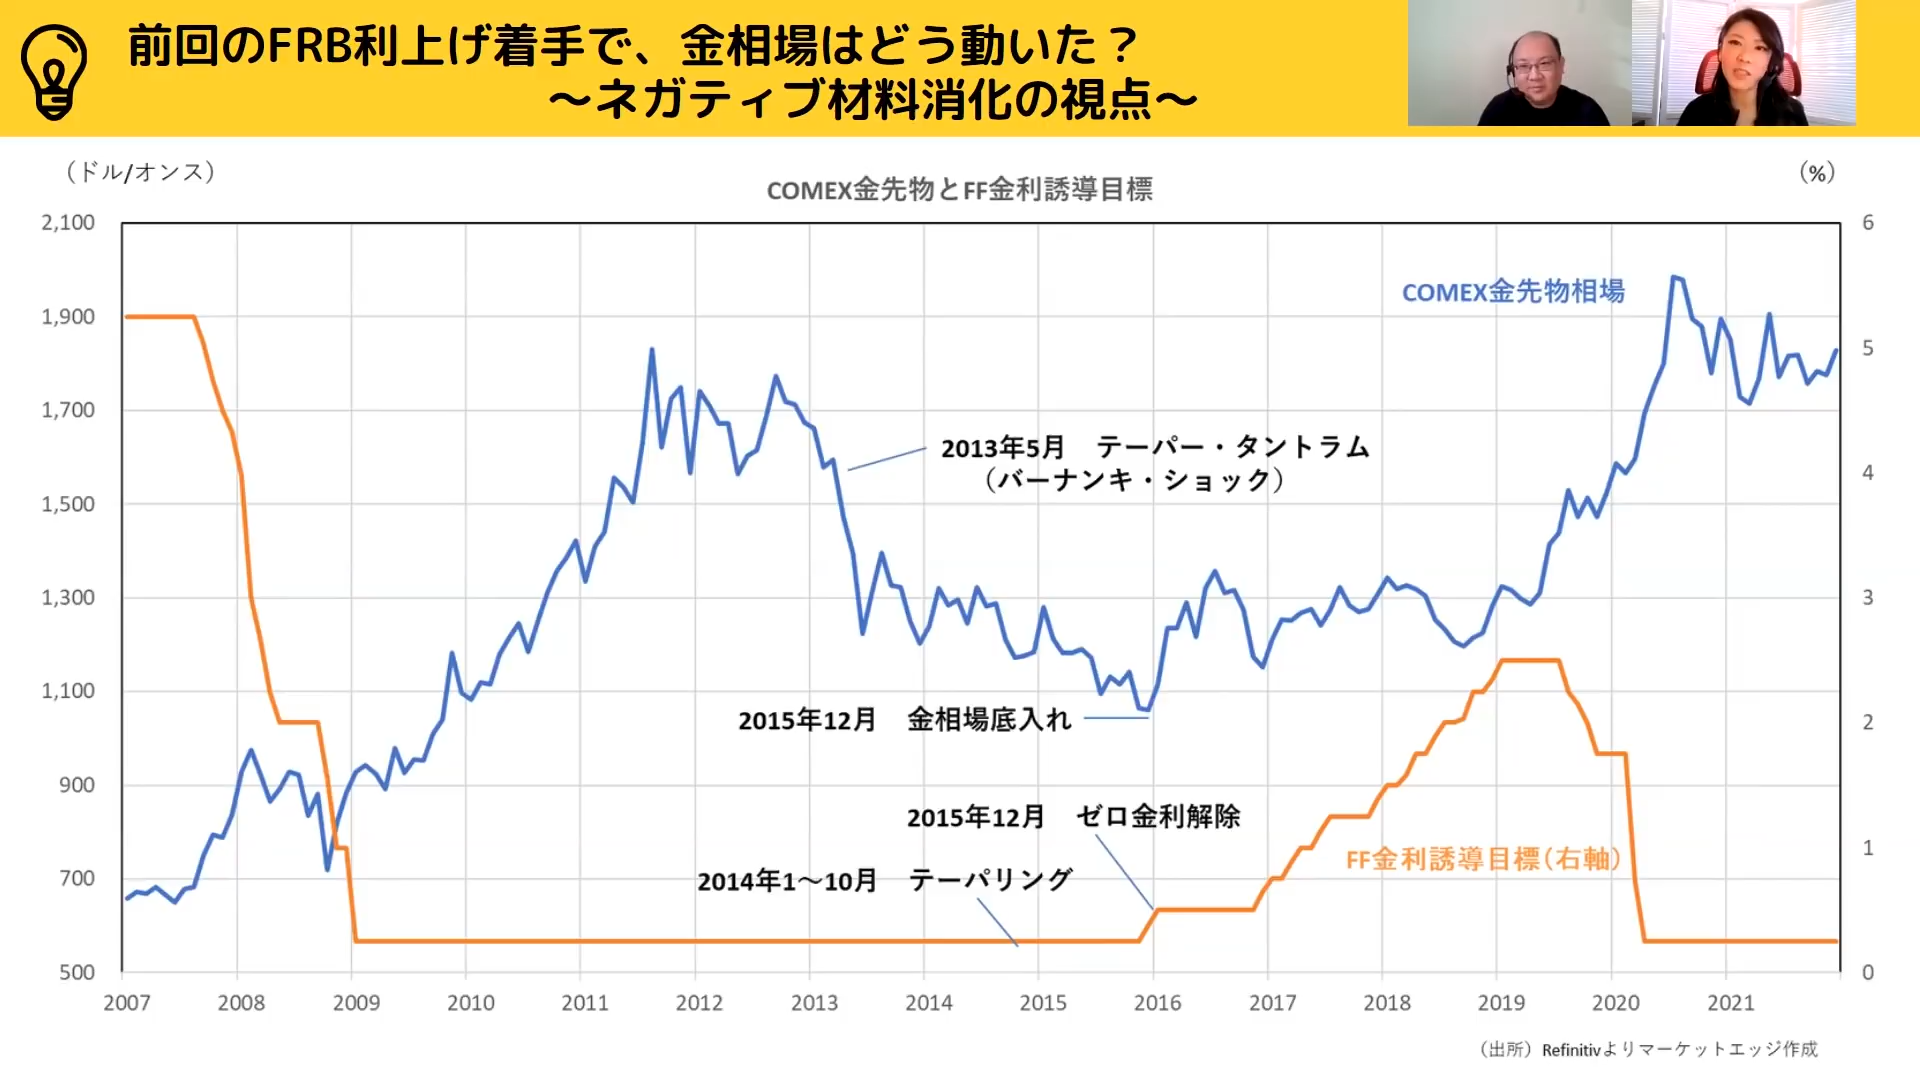 前回のFRB利上げ着手で、金相場はどう動いた？
～ネガティブ材料消化の視点～
（ドル/オンス）
（%）
COMEX金先物とFF金利誘導目標
2,100
1,900
1,700
1,500
1,300
1,100
900
700
500
6
5
4
3
2
1
0
COMEX金先物相場
2013年5月　テーパー・タントラム
（バーナンキ・ショック）
2015年12月　金相場底入れ
2015年12月　ゼロ金利解除
FF金利誘導目標（右軸）
2014年1～10月　テーパリング
2007 2008 2009 2010 2011 2012 2013 2014 2015 2016 2017 2018 2019 2020 2021
（出所）Refinitivよりマーケットエッジ作成